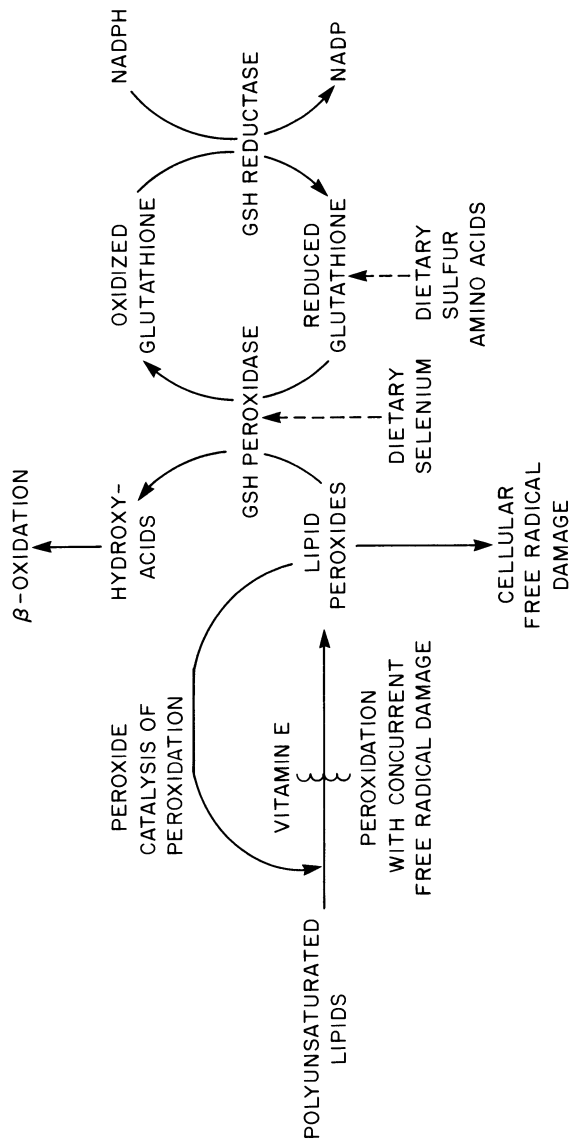 POLYUNSATURATED
LIPIDS
PEROXIDE
CATALYSIS OF
PEROXIDATION
VITAMIN E
PEROXIDATION
WITH CONCURRENT
FREE RADICAL DAMAGE
β-OXIDATION
HYDROXY-
ACIDS
LIPID
PEROXIDES
CELLULAR
FREE RADICAL
DAMAGE
GSH PEROXIDASE
DIETARY
SELENIUM
OXIDIZED
GLUTATHIONE
REDUCED
GLUTATHIONE
DIETARY
SULFUR
AMINO ACIDS
GSH REDUCTASE
NADPH
NADP